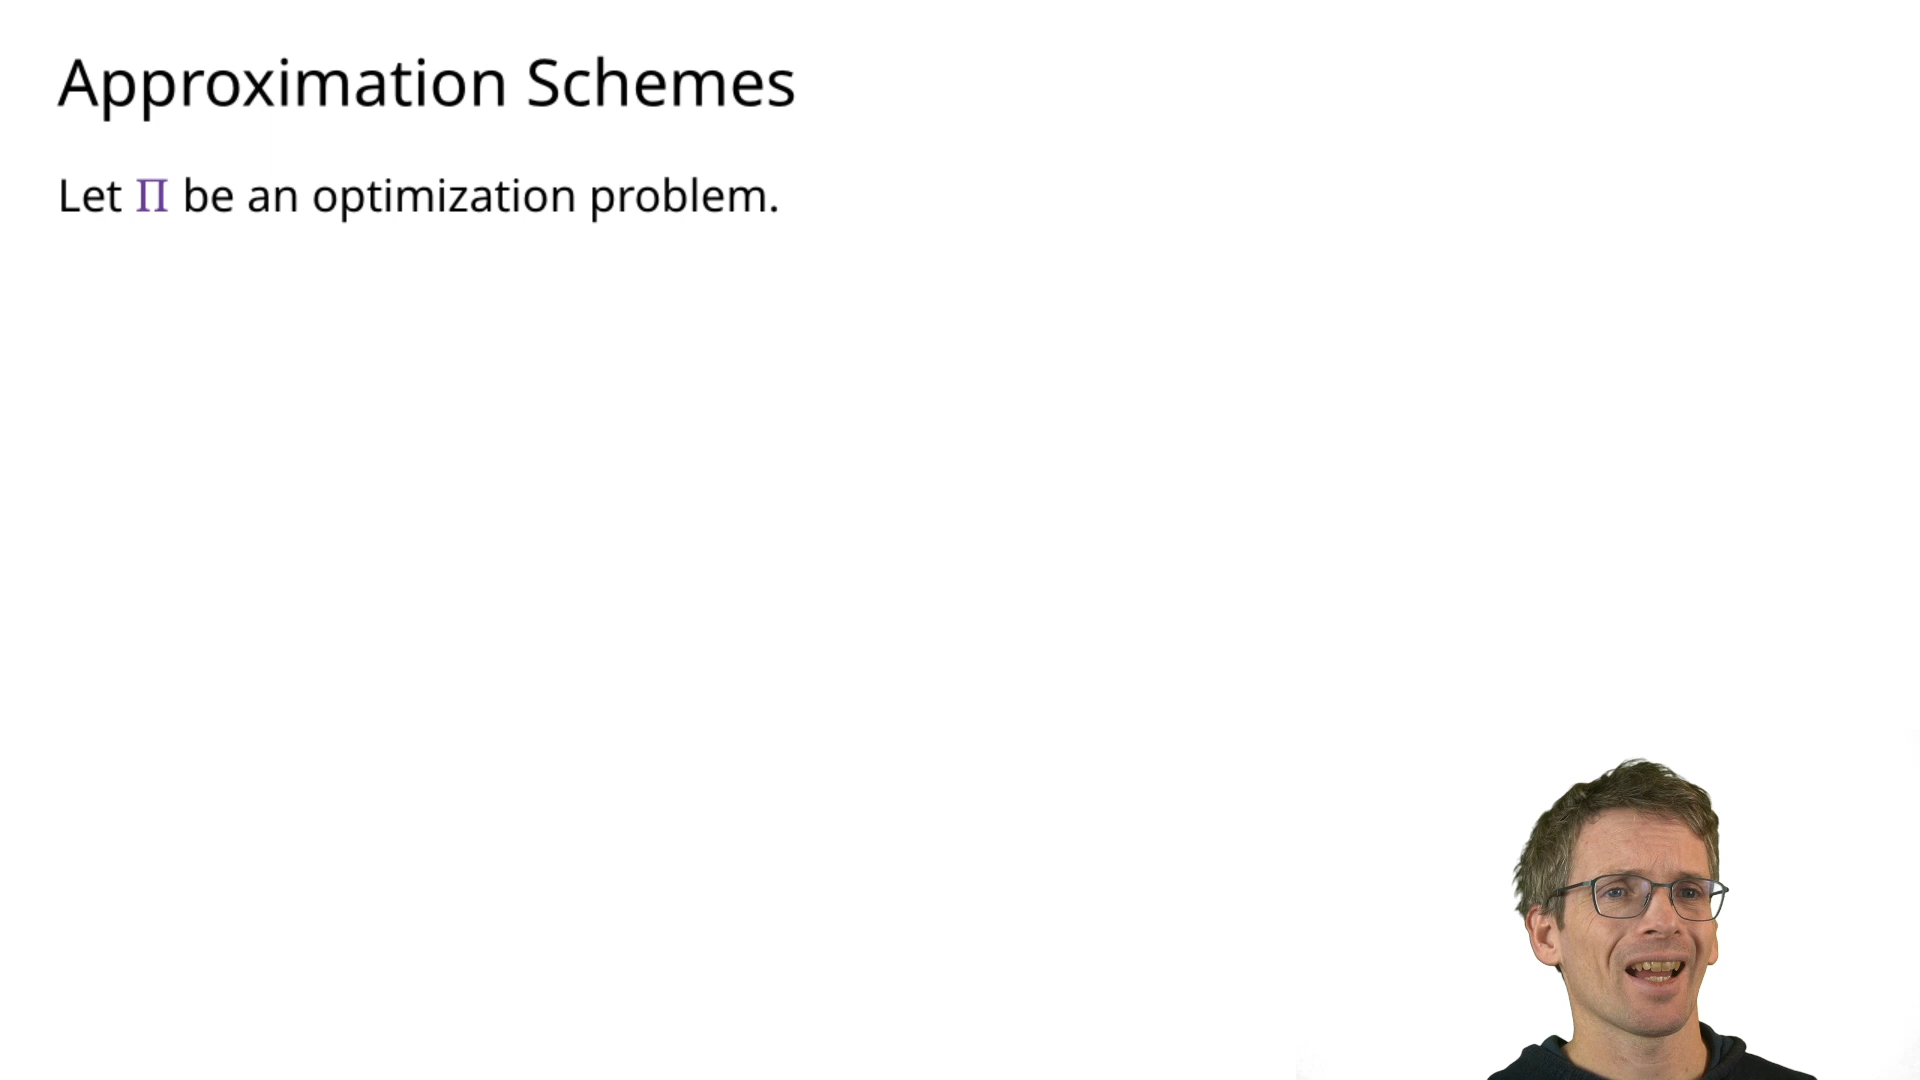 Approximation Schemes
Let Π be an optimization problem.